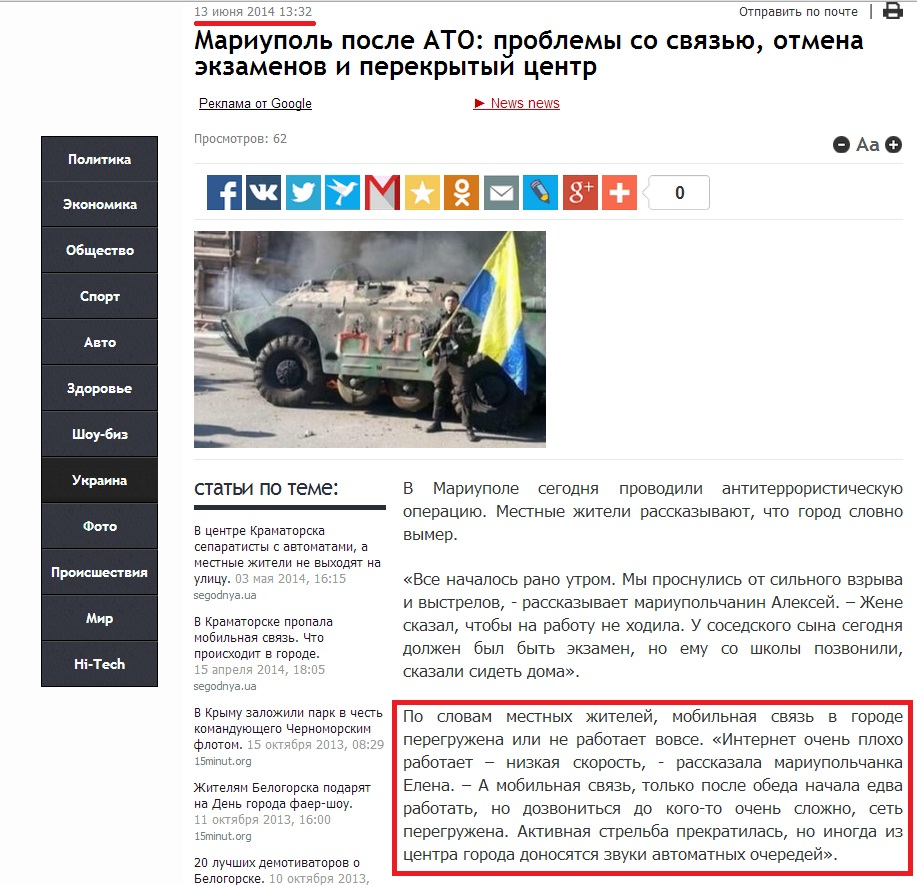 13 июня 2014 13:32
Отправить по почте |
Мариуполь после АТО: проблемы со связью, отмена
экзаменов и перекрытый центр
Реклама от Google
► News news
Просмотров: 62
Aa
0
Политика
Экономика
Общество
Спорт
Авто
Здоровье
Шоу-биз
Украина
Фото
Происшествия
Мир
Hi-Tech
статьи по теме:
В центре Краматорска
сепаратисты с автоматами, а
местные жители не выходят на
улицу. 03 мая 2014, 16:15
segodnya.ua
В Краматорске пропала
мобильная связь. Что
происходит в городе.
15 апреля 2014, 18:05
segodnya.ua
В Крыму заложили парк в честь
командующего Черноморским
флотом. 15 октября 2013, 08:29
15minut.org
Жителям Белогорска подарят
на День города фаер-шоу.
11 октября 2013, 16:00
15minut.org
20 лучших демотиваторов о
Белогорске. 10 октября 2013,
В Мариуполе сегодня проводили антитеррористическую
операцию. Местные жители рассказывают, что город словно
вымер.
«Все началось рано утром. Мы проснулись от сильного взрыва
и выстрелов, - рассказывает мариупольчанин Алексей. – Жене
сказал, чтобы на работу не ходила. У соседского сына сегодня
должен был быть экзамен, но ему со школы позвонили,
сказали сидеть дома».
По словам местных жителей, мобильная связь в городе
перегружена или не работает вовсе. «Интернет очень плохо
работает – низкая скорость, - рассказала мариупольчанка
Елена. – А мобильная связь, только после обеда начала едва
работать, но дозвониться до кого-то очень сложно, сеть
перегружена. Активная стрельба прекратилась, но иногда из
центра города доносятся звуки автоматных очередей».